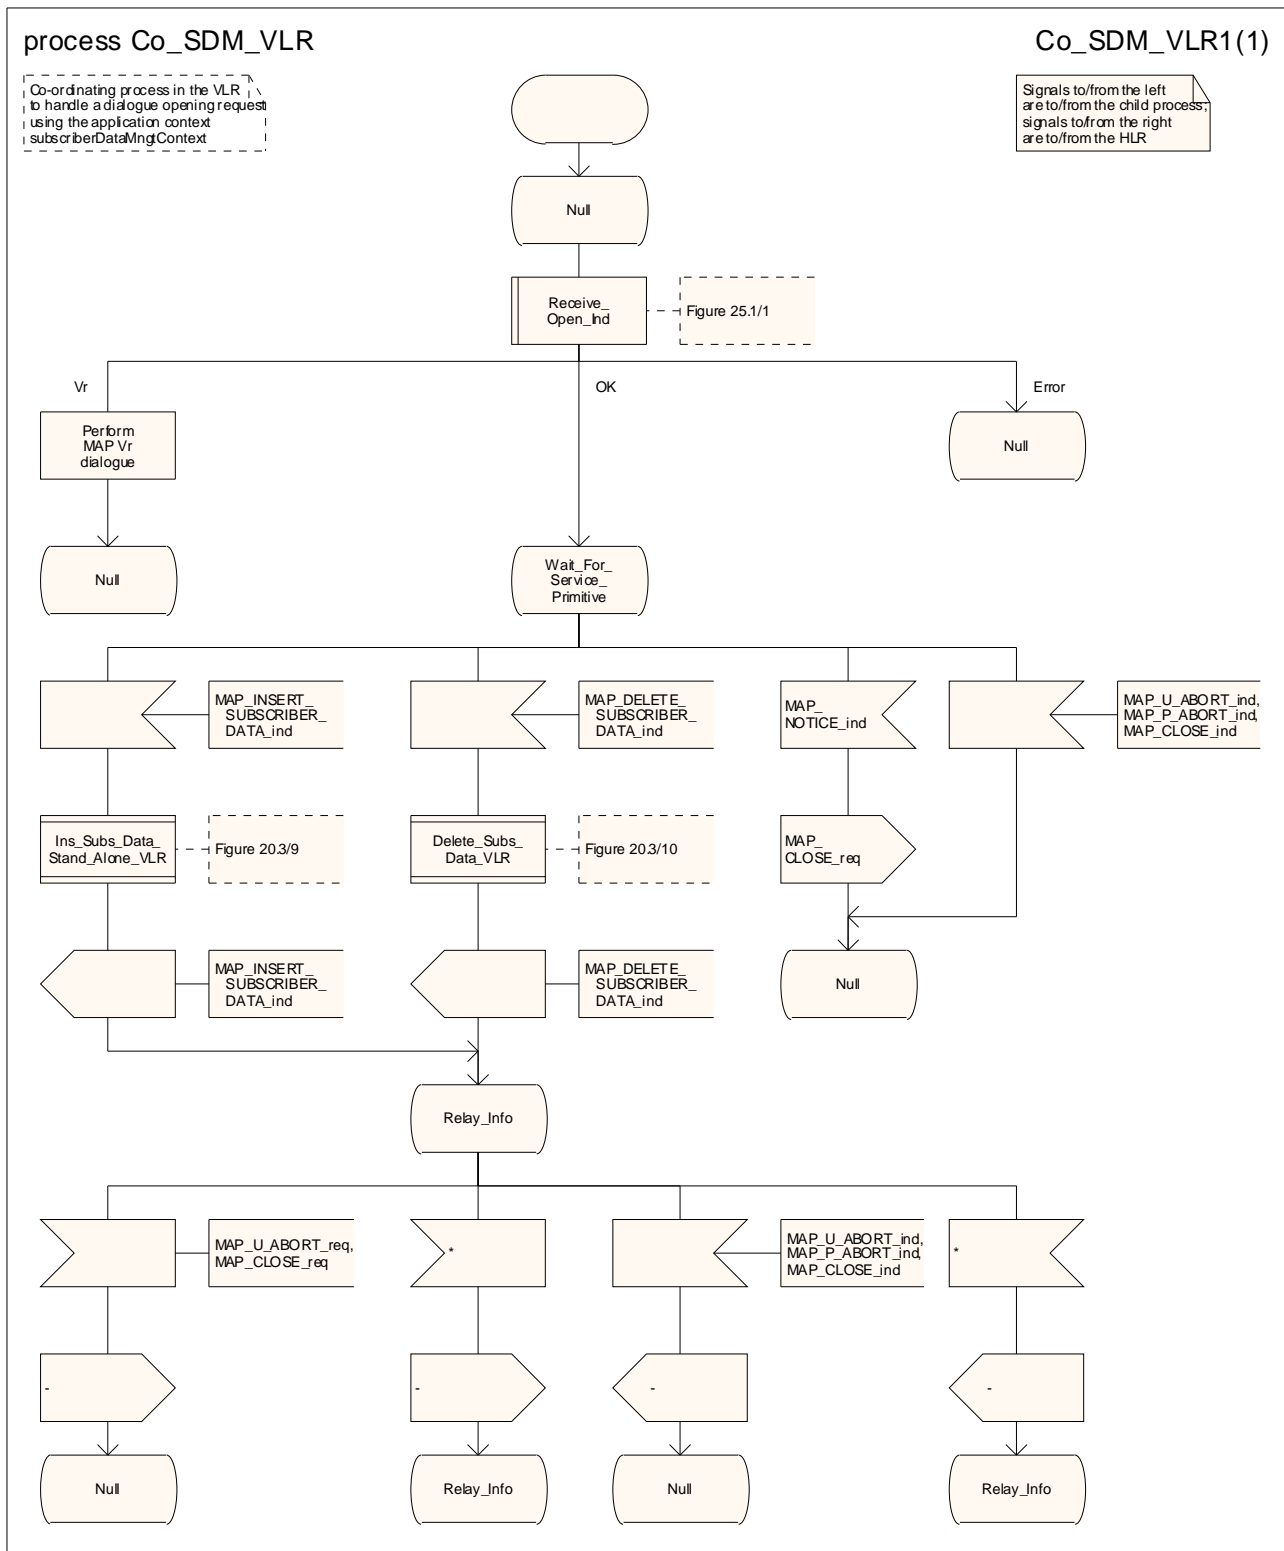 process Co_SDM_VLR
Co_SDM_VLR1(1)
Co-ordinating process in the VLR
to handle a dialogue opening request
using the application context
subscriberDataMngtContext
Signals to/from the left
are to/from the child process;
signals to/from the right
are to/from the HLR
Null
Receive_
Open_Ind
Figure 25.1/1
Vr
OK
Error
Perform
MAP Vr
dialogue
Null
Null
Wait_For_
Service_
Primitive
MAP_INSERT_
SUBSCRIBER_
DATA_ind
MAP_DELETE_
SUBSCRIBER_
DATA_ind
MAP_
NOTICE_ind
MAP_U_ABORT_ind,
MAP_P_ABORT_ind,
MAP_CLOSE_ind
Ins_Subs_Data_
Stand_Alone_VLR
Figure 20.3/9
Delete_Subs_
Data_VLR
Figure 20.3/10
MAP_
CLOSE_req
MAP_INSERT_
SUBSCRIBER_
DATA_ind
MAP_DELETE_
SUBSCRIBER_
DATA_ind
Null
Relay_Info
MAP_U_ABORT_req,
MAP_CLOSE_req
*
MAP_U_ABORT_ind,
MAP_P_ABORT_ind,
MAP_CLOSE_ind
*
-
-
-
-
Null
Relay_Info
Null
Relay_Info